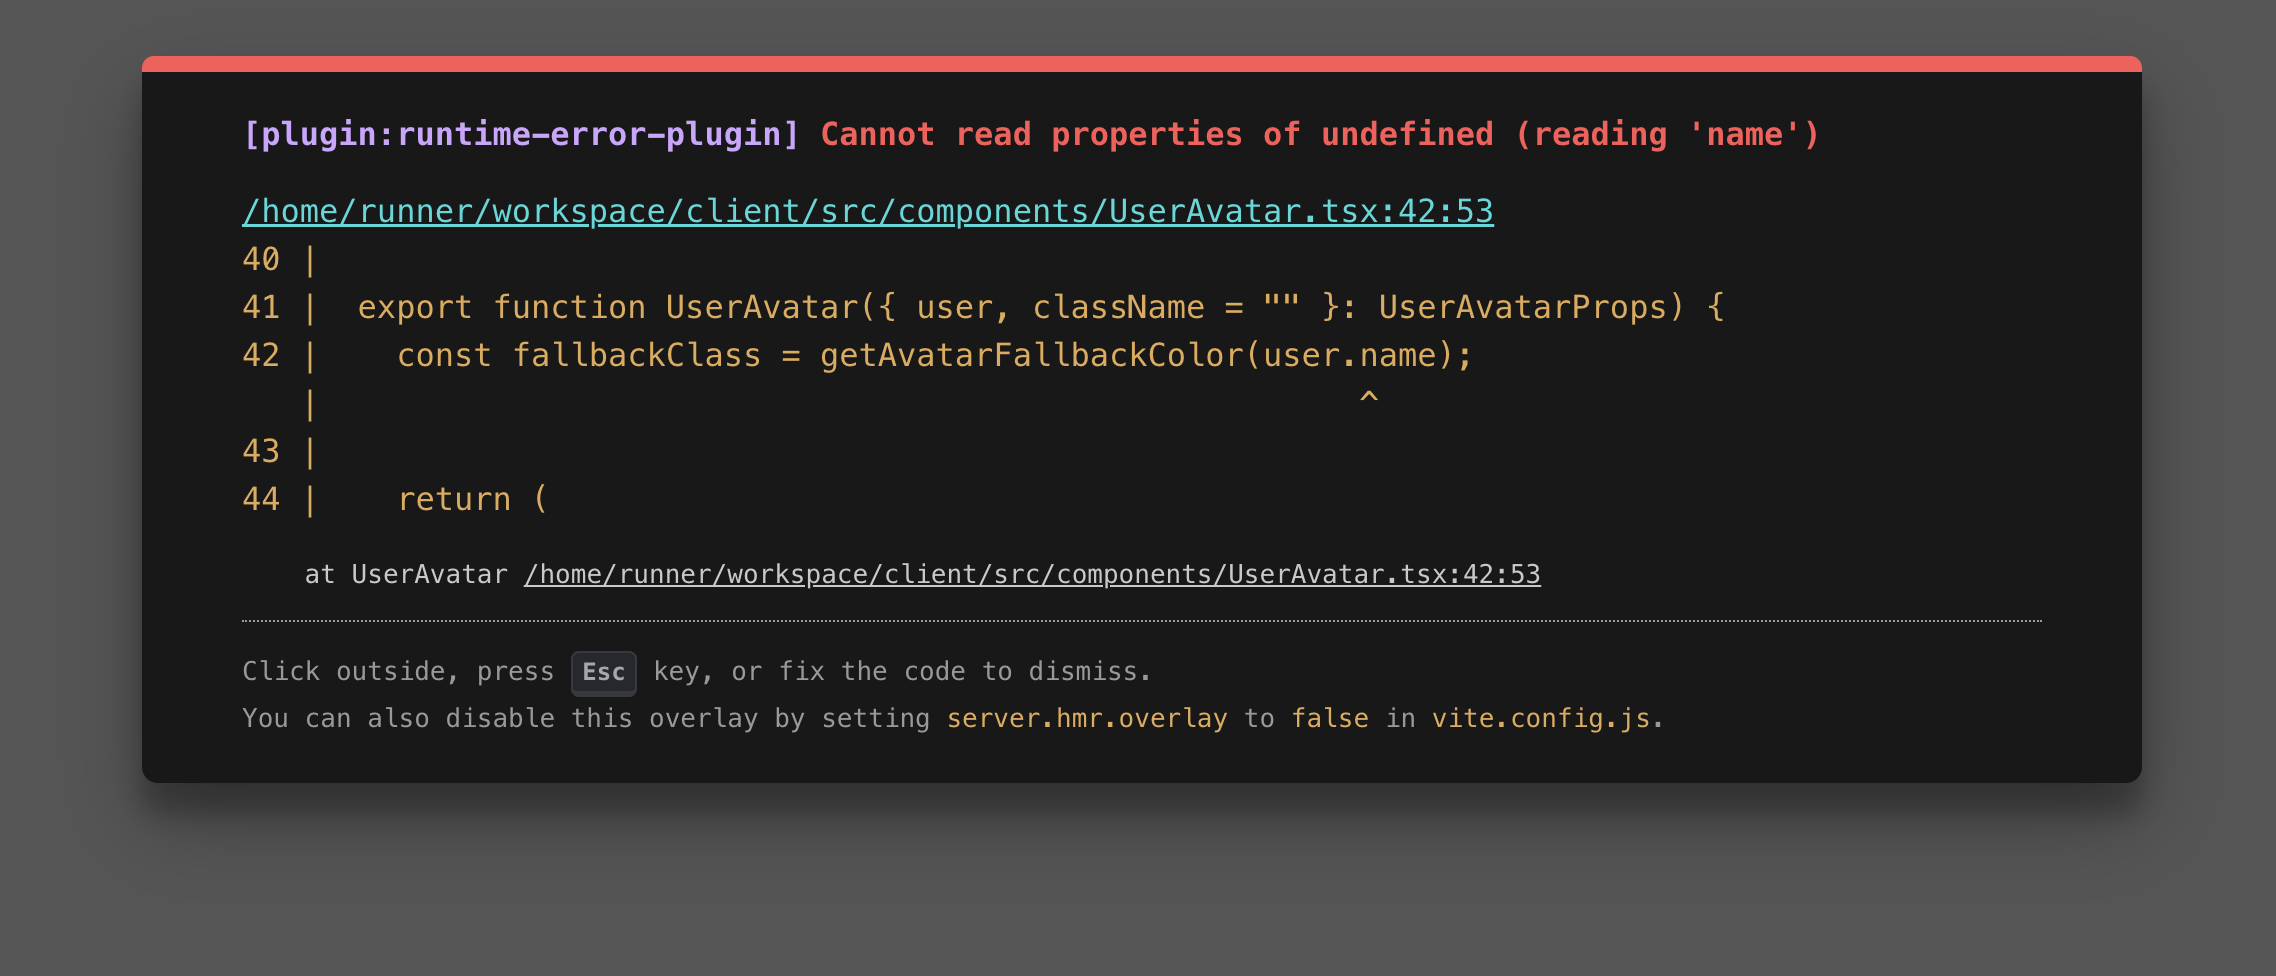 [plugin:runtime-error-plugin] Cannot read properties of undefined (reading 'name')
/home/runner/workspace/client/src/components/UserAvatar.tsx:42:53
40 |
41 |  export function UserAvatar({ user, className = "" }: UserAvatarProps) {
42 |    const fallbackClass = getAvatarFallbackColor(user.name);
   |                                                      ^
43 |
44 |    return (
    at UserAvatar /home/runner/workspace/client/src/components/UserAvatar.tsx:42:53
Click outside, press Esc key, or fix the code to dismiss.
You can also disable this overlay by setting server.hmr.overlay to false in vite.config.js.